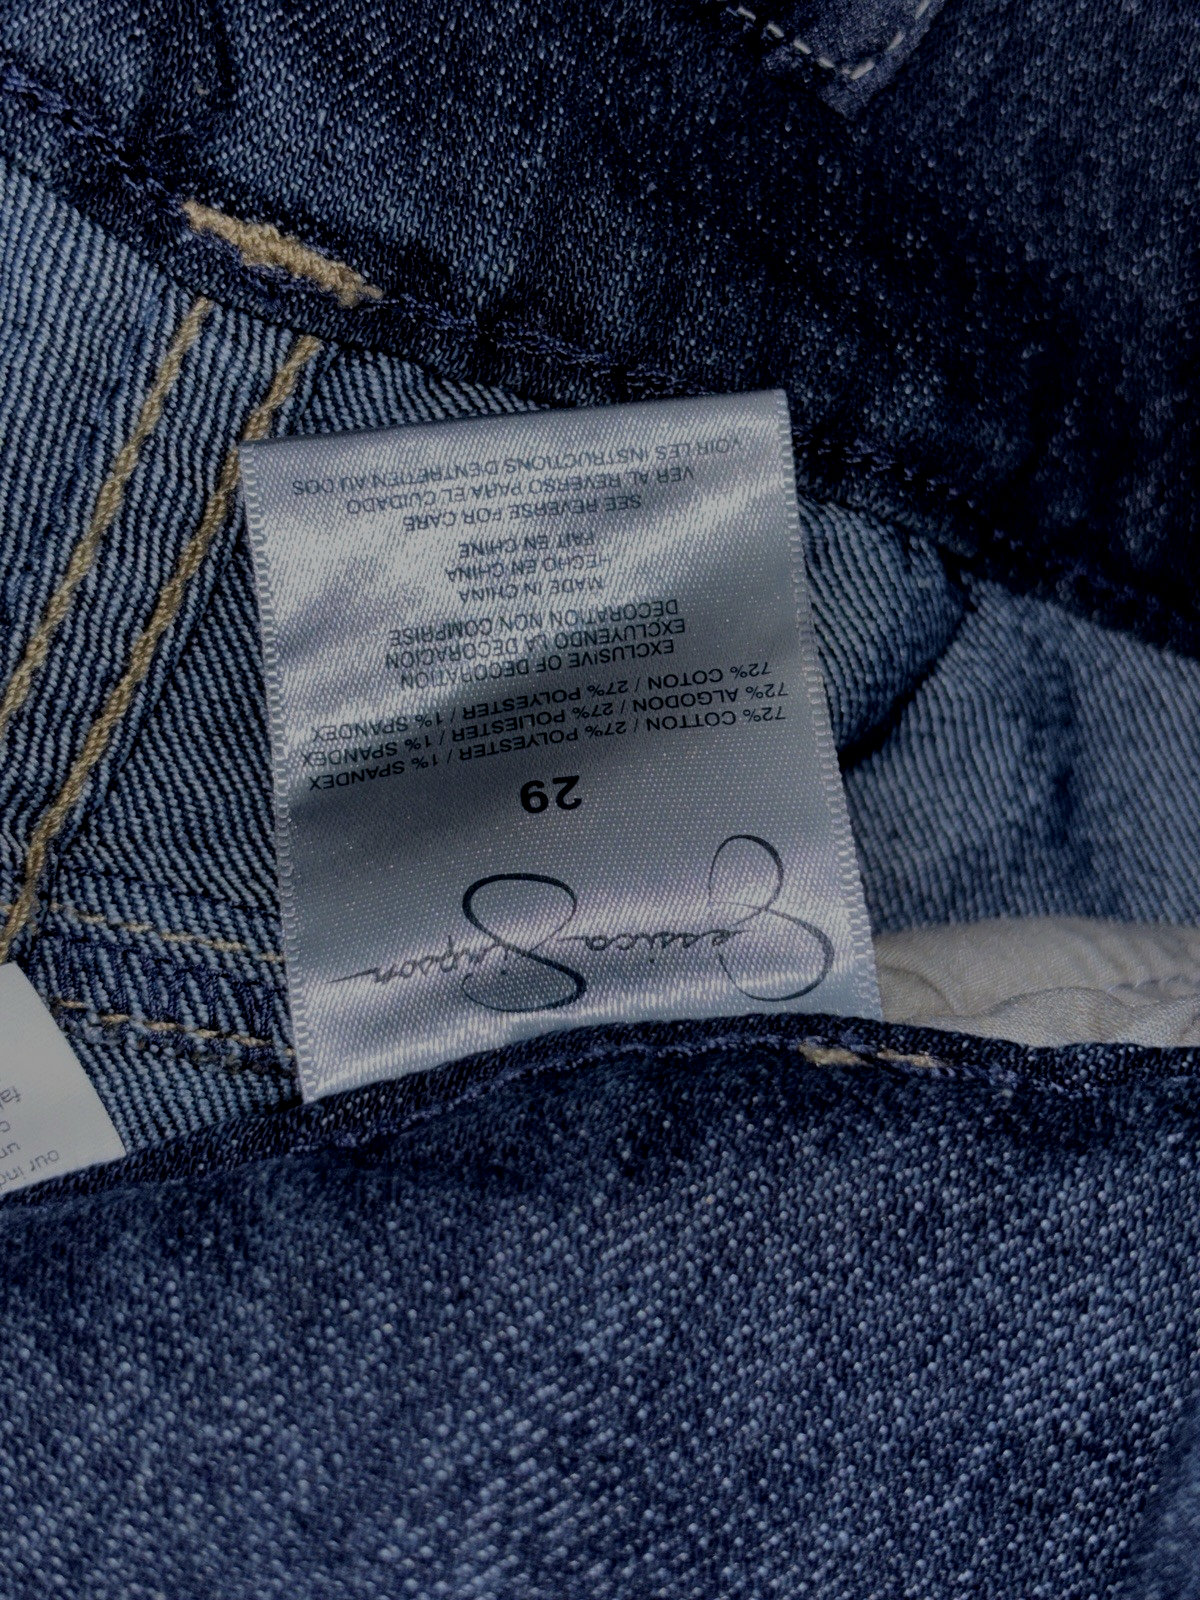 Jessica Simpson
29
72% COTTON / 27% POLYESTER / 1% SPANDEX
72% ALGODON / 27% POLIESTER / 1% SPANDEX
72% COTON / 27% POLYESTER / 1% SPANDEX
EXCLUSIVE OF DECORATION
EXCLUYENDO LA DECORACION
DECORATION NON COMPRISE
MADE IN CHINA
HECHO EN CHINA
FAIT EN CHINE
SEE REVERSE FOR CARE
VER AL REVERSO PARA EL CUIDADO
VOIR LES INSTRUCTIONS D'ENTRETIEN AU DOS
our